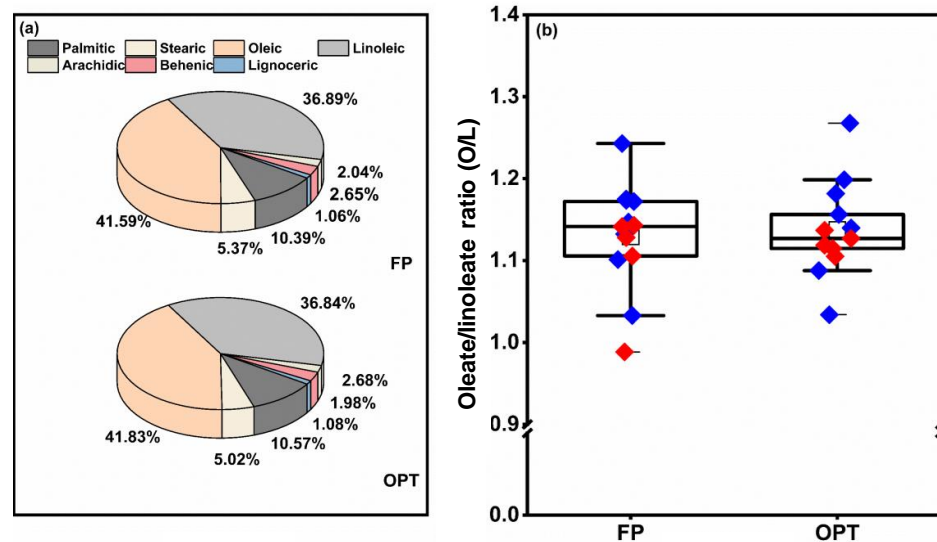 (a)
Palmitic Stearic Oleic Linoleic
Arachidic Behenic Lignoceric
36.89%
2.04%
2.65%
1.06%
10.39%
5.37%
41.59%
FP
36.84%
2.68%
1.98%
1.08%
10.57%
5.02%
41.83%
OPT
(b)
Oleate/linoleate ratio (O/L)
1.4
1.3
1.2
1.1
1.0
0.9
0.0
FP OPT